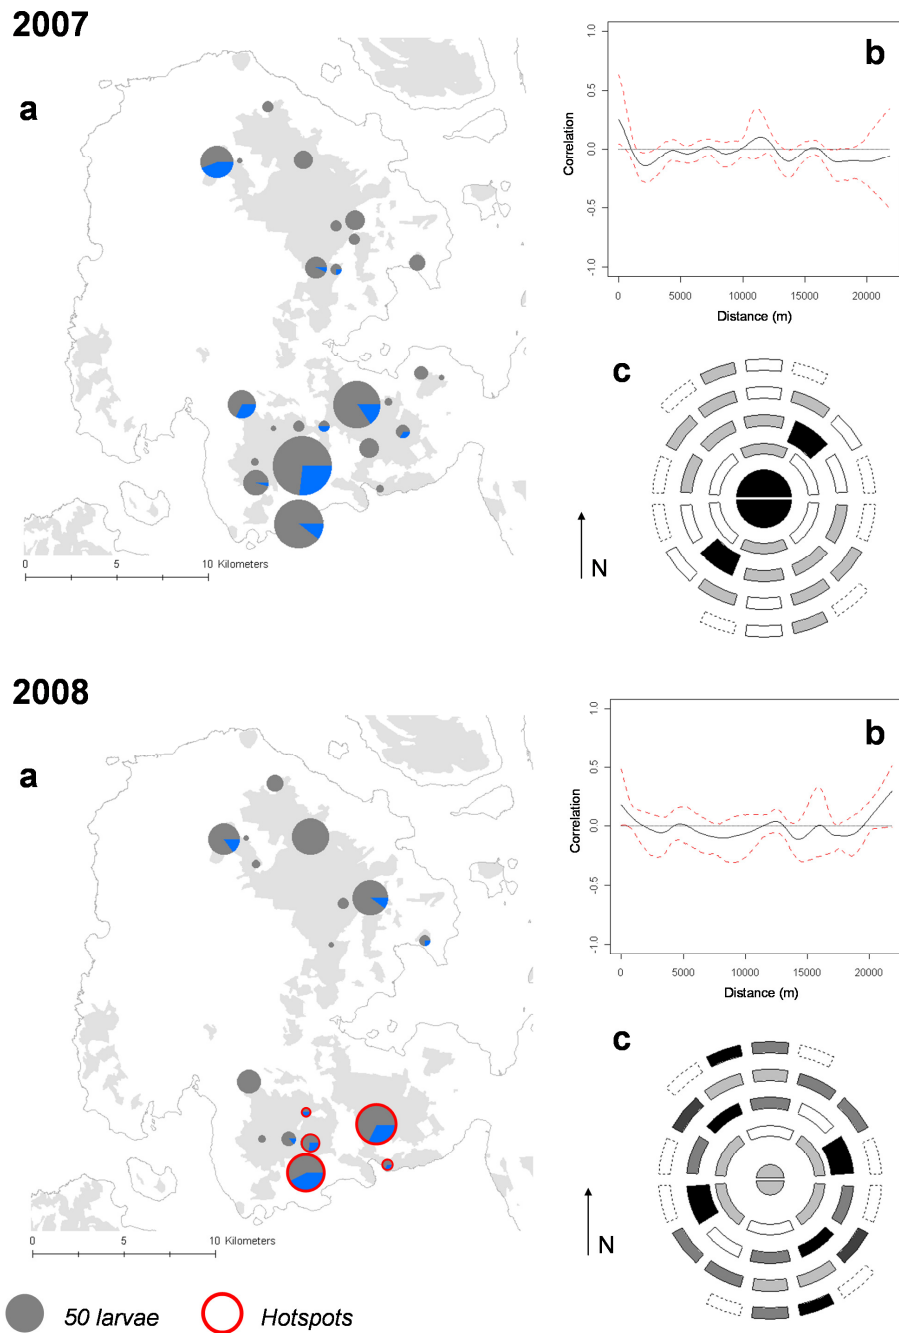 2007
a
b
1.0
0.5
0.0
-0.5
-1.0
Correlation
0 5000 10000 15000 20000
Distance (m)
c
N
0 5 10 Kilometers
2008
a
b
1.0
0.5
0.0
-0.5
-1.0
Correlation
0 5000 10000 15000 20000
Distance (m)
c
N
0 5 10 Kilometers
50 larvae Hotspots